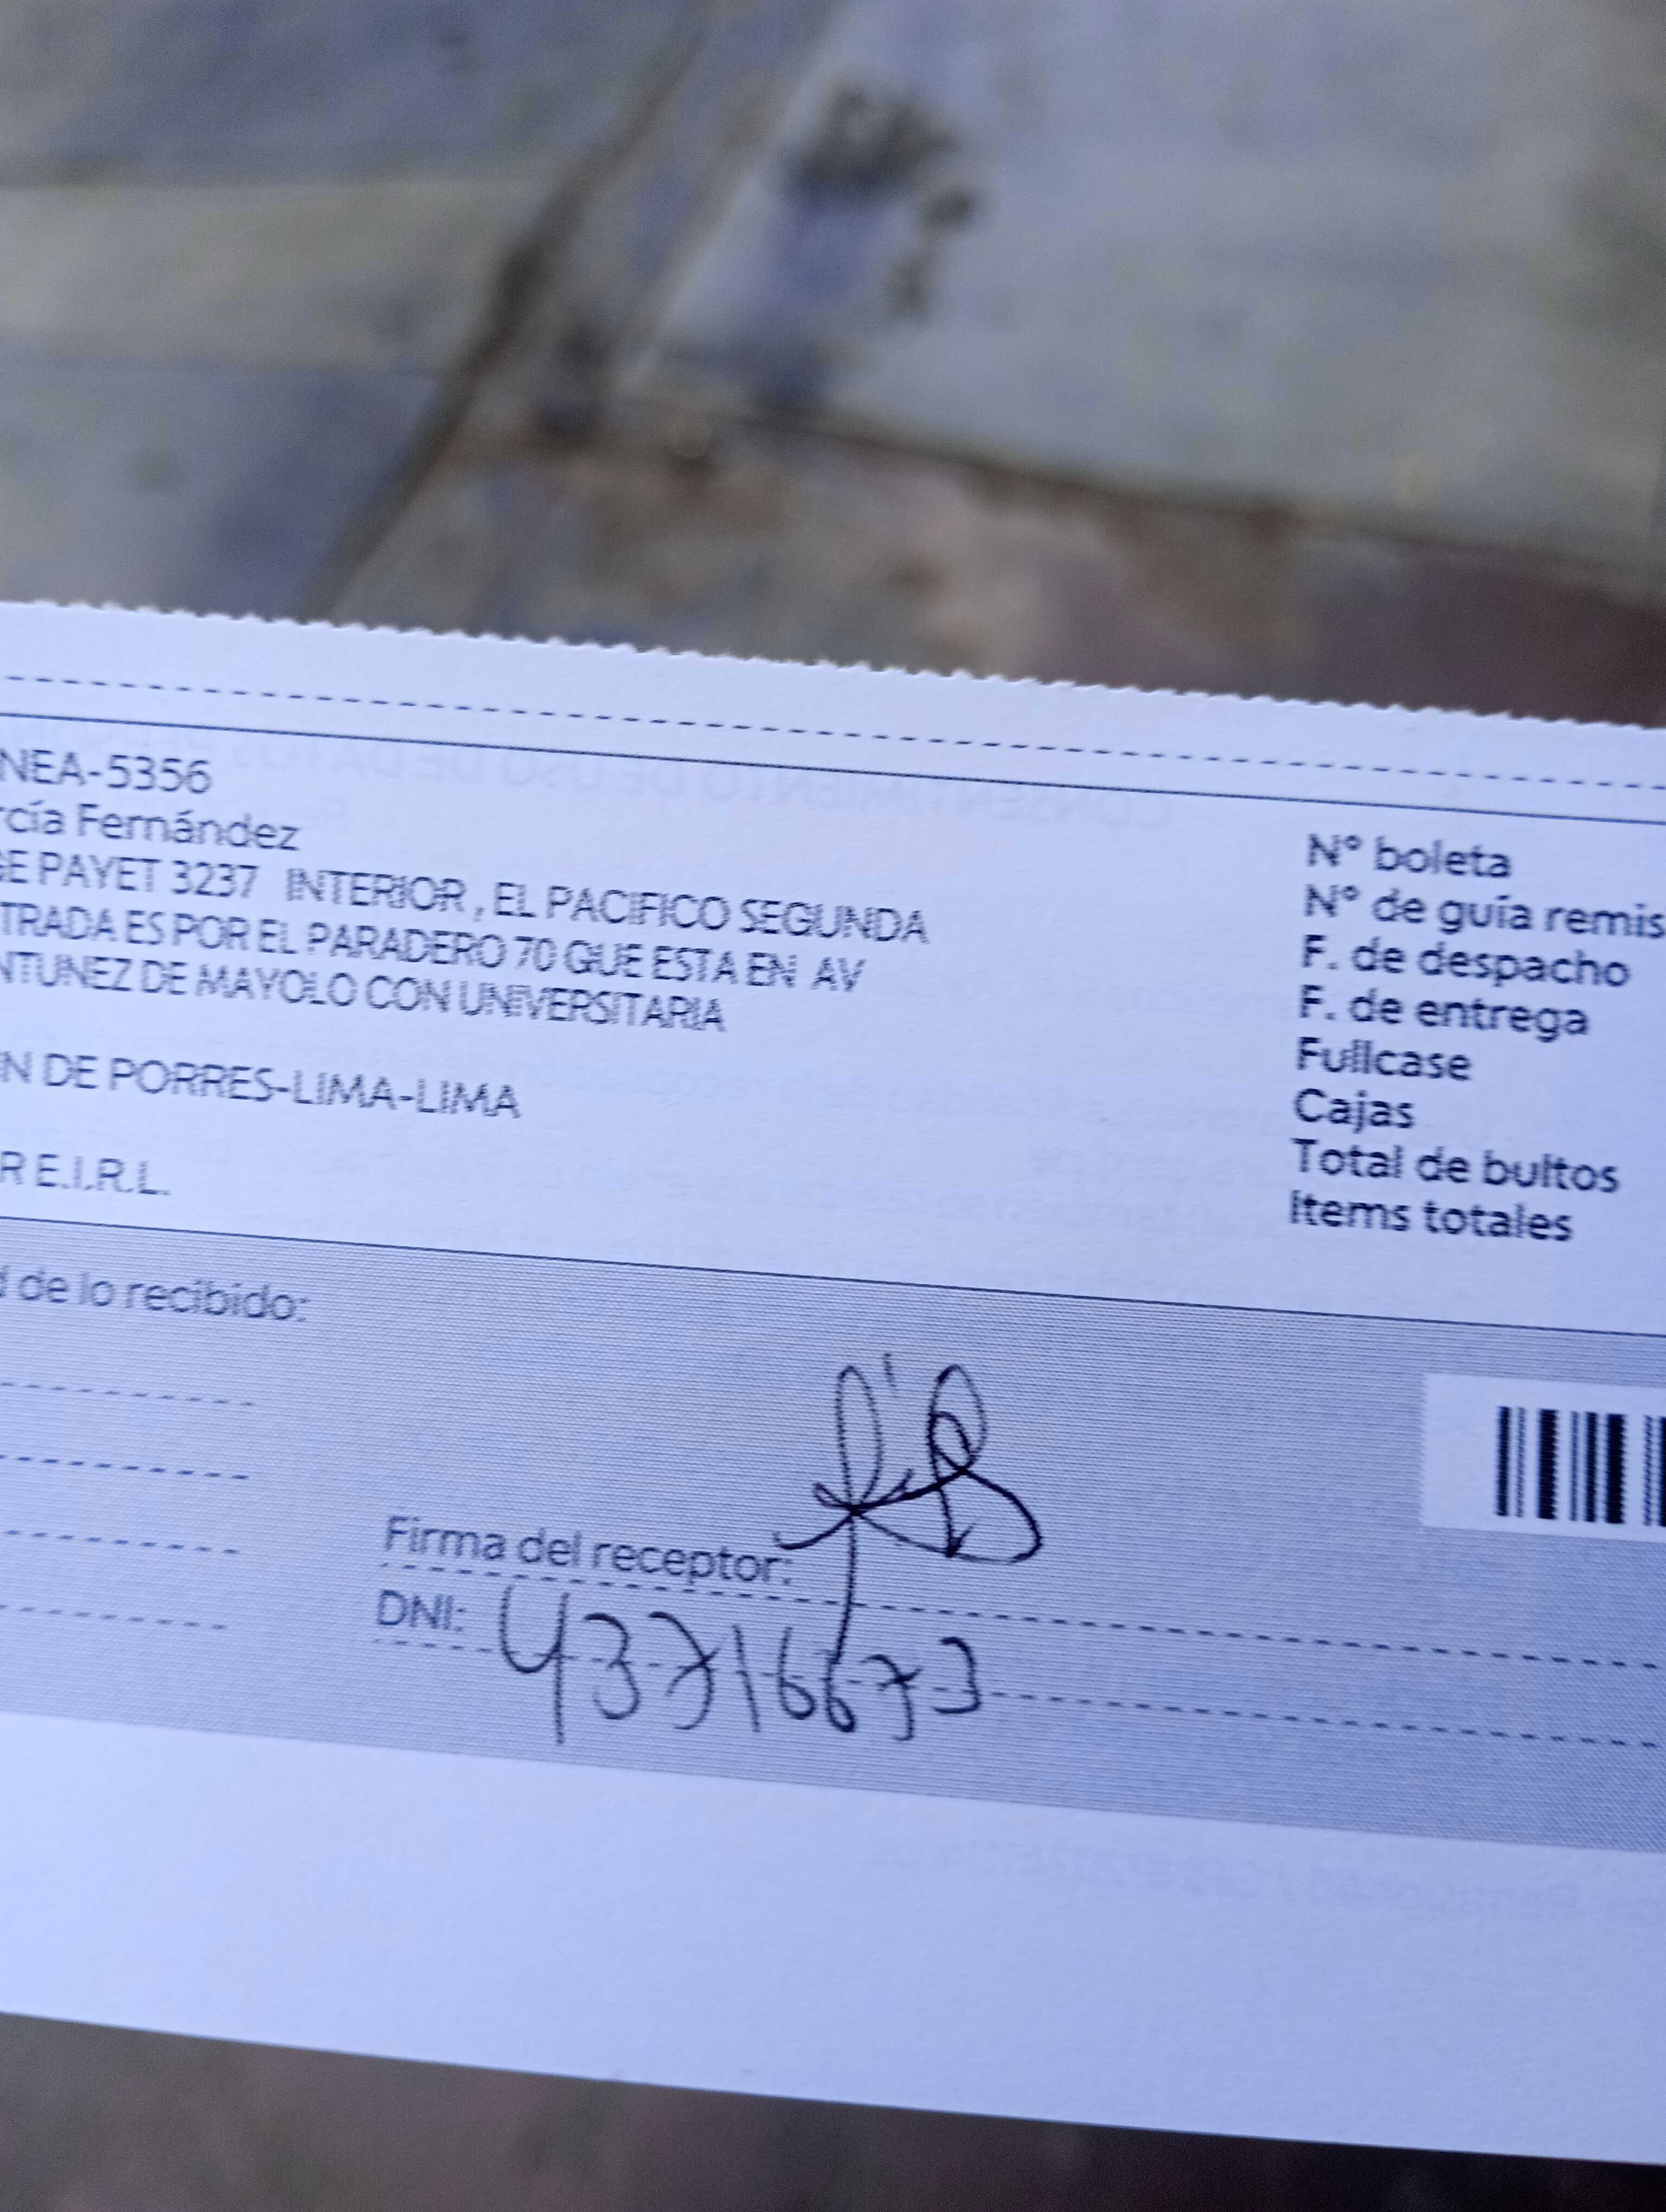 NEA-5356
rcía Fernández
GE PAYET 3237 INTERIOR , EL PACIFICO SEGUNDA
TRADA ES POR EL PARADERO 70 QUE ESTA EN AV
NTUNEZ DE MAYOLO CON UNIVERSITARIA
N DE PORRES-LIMA-LIMA
R E.I.R.L.
N° boleta
N° de guía remis
F. de despacho
F. de entrega
Fullcase
Cajas
Total de bultos
Items totales
d de lo recibido:
Firma del receptor:
DNI: 43716673